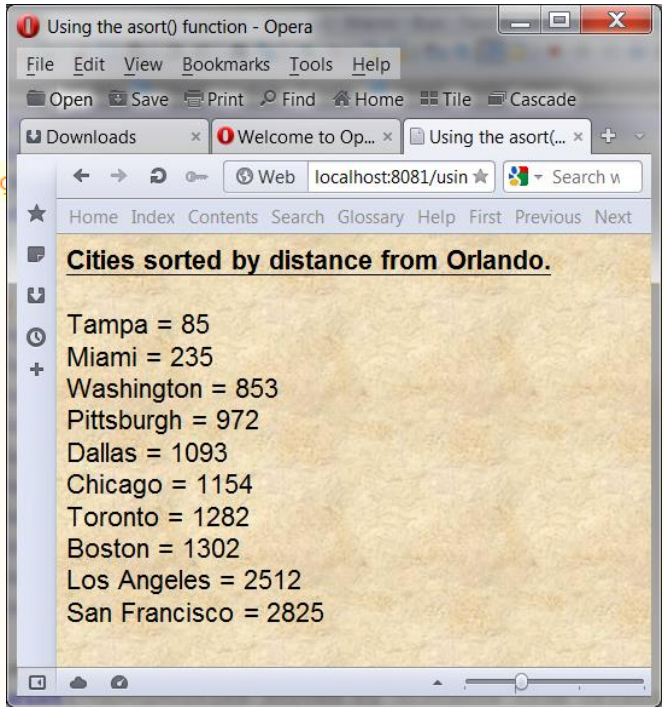 Using the asort() function - Opera
File Edit View Bookmarks Tools Help
Open Save Print Find Home Tile Cascade
Downloads × Welcome to Op... × Using the asort(... ×
Web localhost:8081/usin Search w
Home Index Contents Search Glossary Help First Previous Next
Cities sorted by distance from Orlando.
Tampa = 85
Miami = 235
Washington = 853
Pittsburgh = 972
Dallas = 1093
Chicago = 1154
Toronto = 1282
Boston = 1302
Los Angeles = 2512
San Francisco = 2825